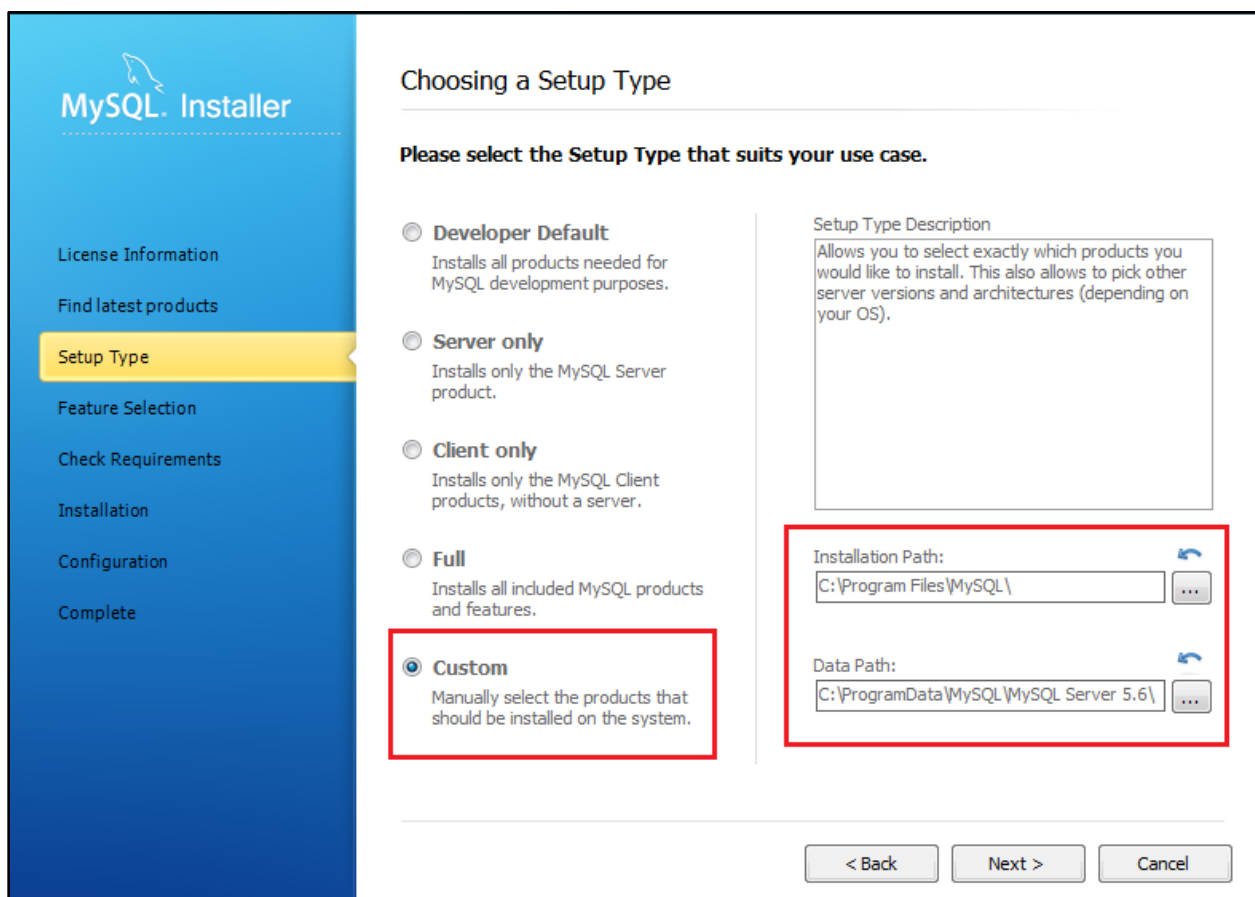 MySQL. Installer
License Information
Find latest products
Setup Type
Feature Selection
Check Requirements
Installation
Configuration
Complete
Choosing a Setup Type
Please select the Setup Type that suits your use case.
Developer Default
Installs all products needed for
MySQL development purposes.
Server only
Installs only the MySQL Server
product.
Client only
Installs only the MySQL Client
products, without a server.
Full
Installs all included MySQL products
and features.
Custom
Manually select the products that
should be installed on the system.
Setup Type Description
Allows you to select exactly which products you
would like to install. This also allows to pick other
server versions and architectures (depending on
your OS).
Installation Path:
C:\Program Files\MySQL\
...
Data Path:
C:\ProgramData\MySQL\MySQL Server 5.6\
...
< Back
Next >
Cancel